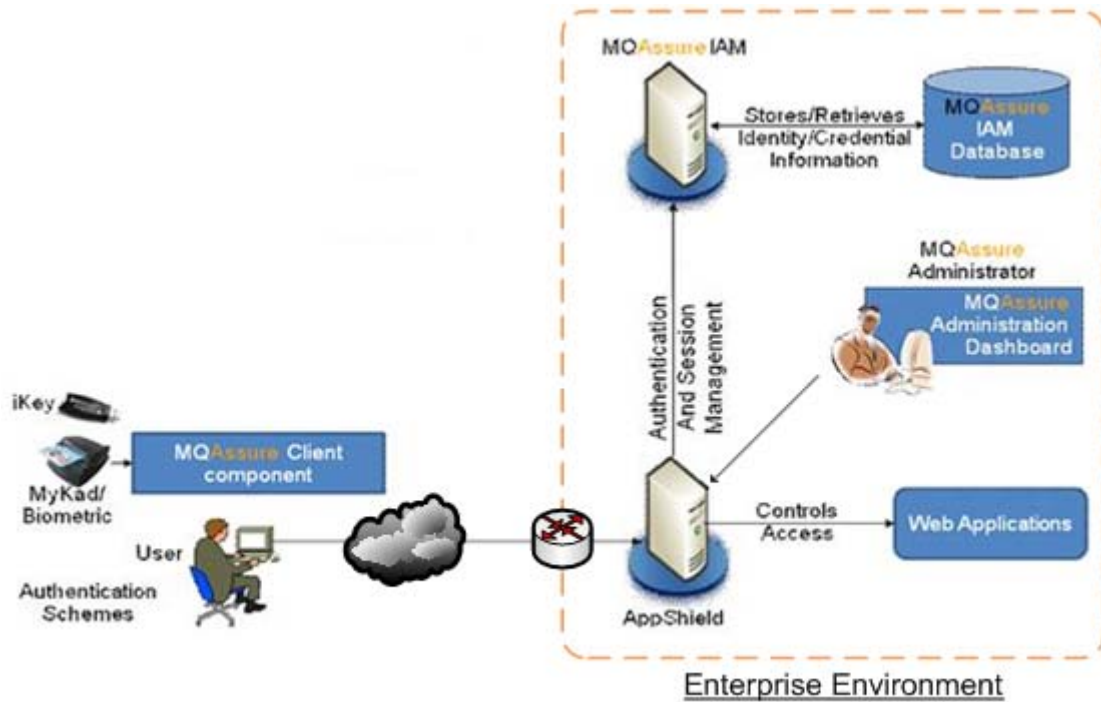 MQAssure IAM
Stores/Retrieves
Identity/Credential
Information
MQAssure
IAM
Database
MQAssure
Administrator
MQAssure
Administration
Dashboard
Authentication
And Session
Management
iKey
MQAssure Client
component
MyKad/
Biometric
User
Authentication
Schemes
Controls
Access
Web Applications
AppShield
Enterprise Environment